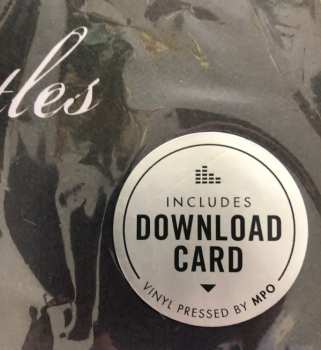 tles
INCLUDES
DOWNLOAD
CARD
VINYL PRESSED BY MPO